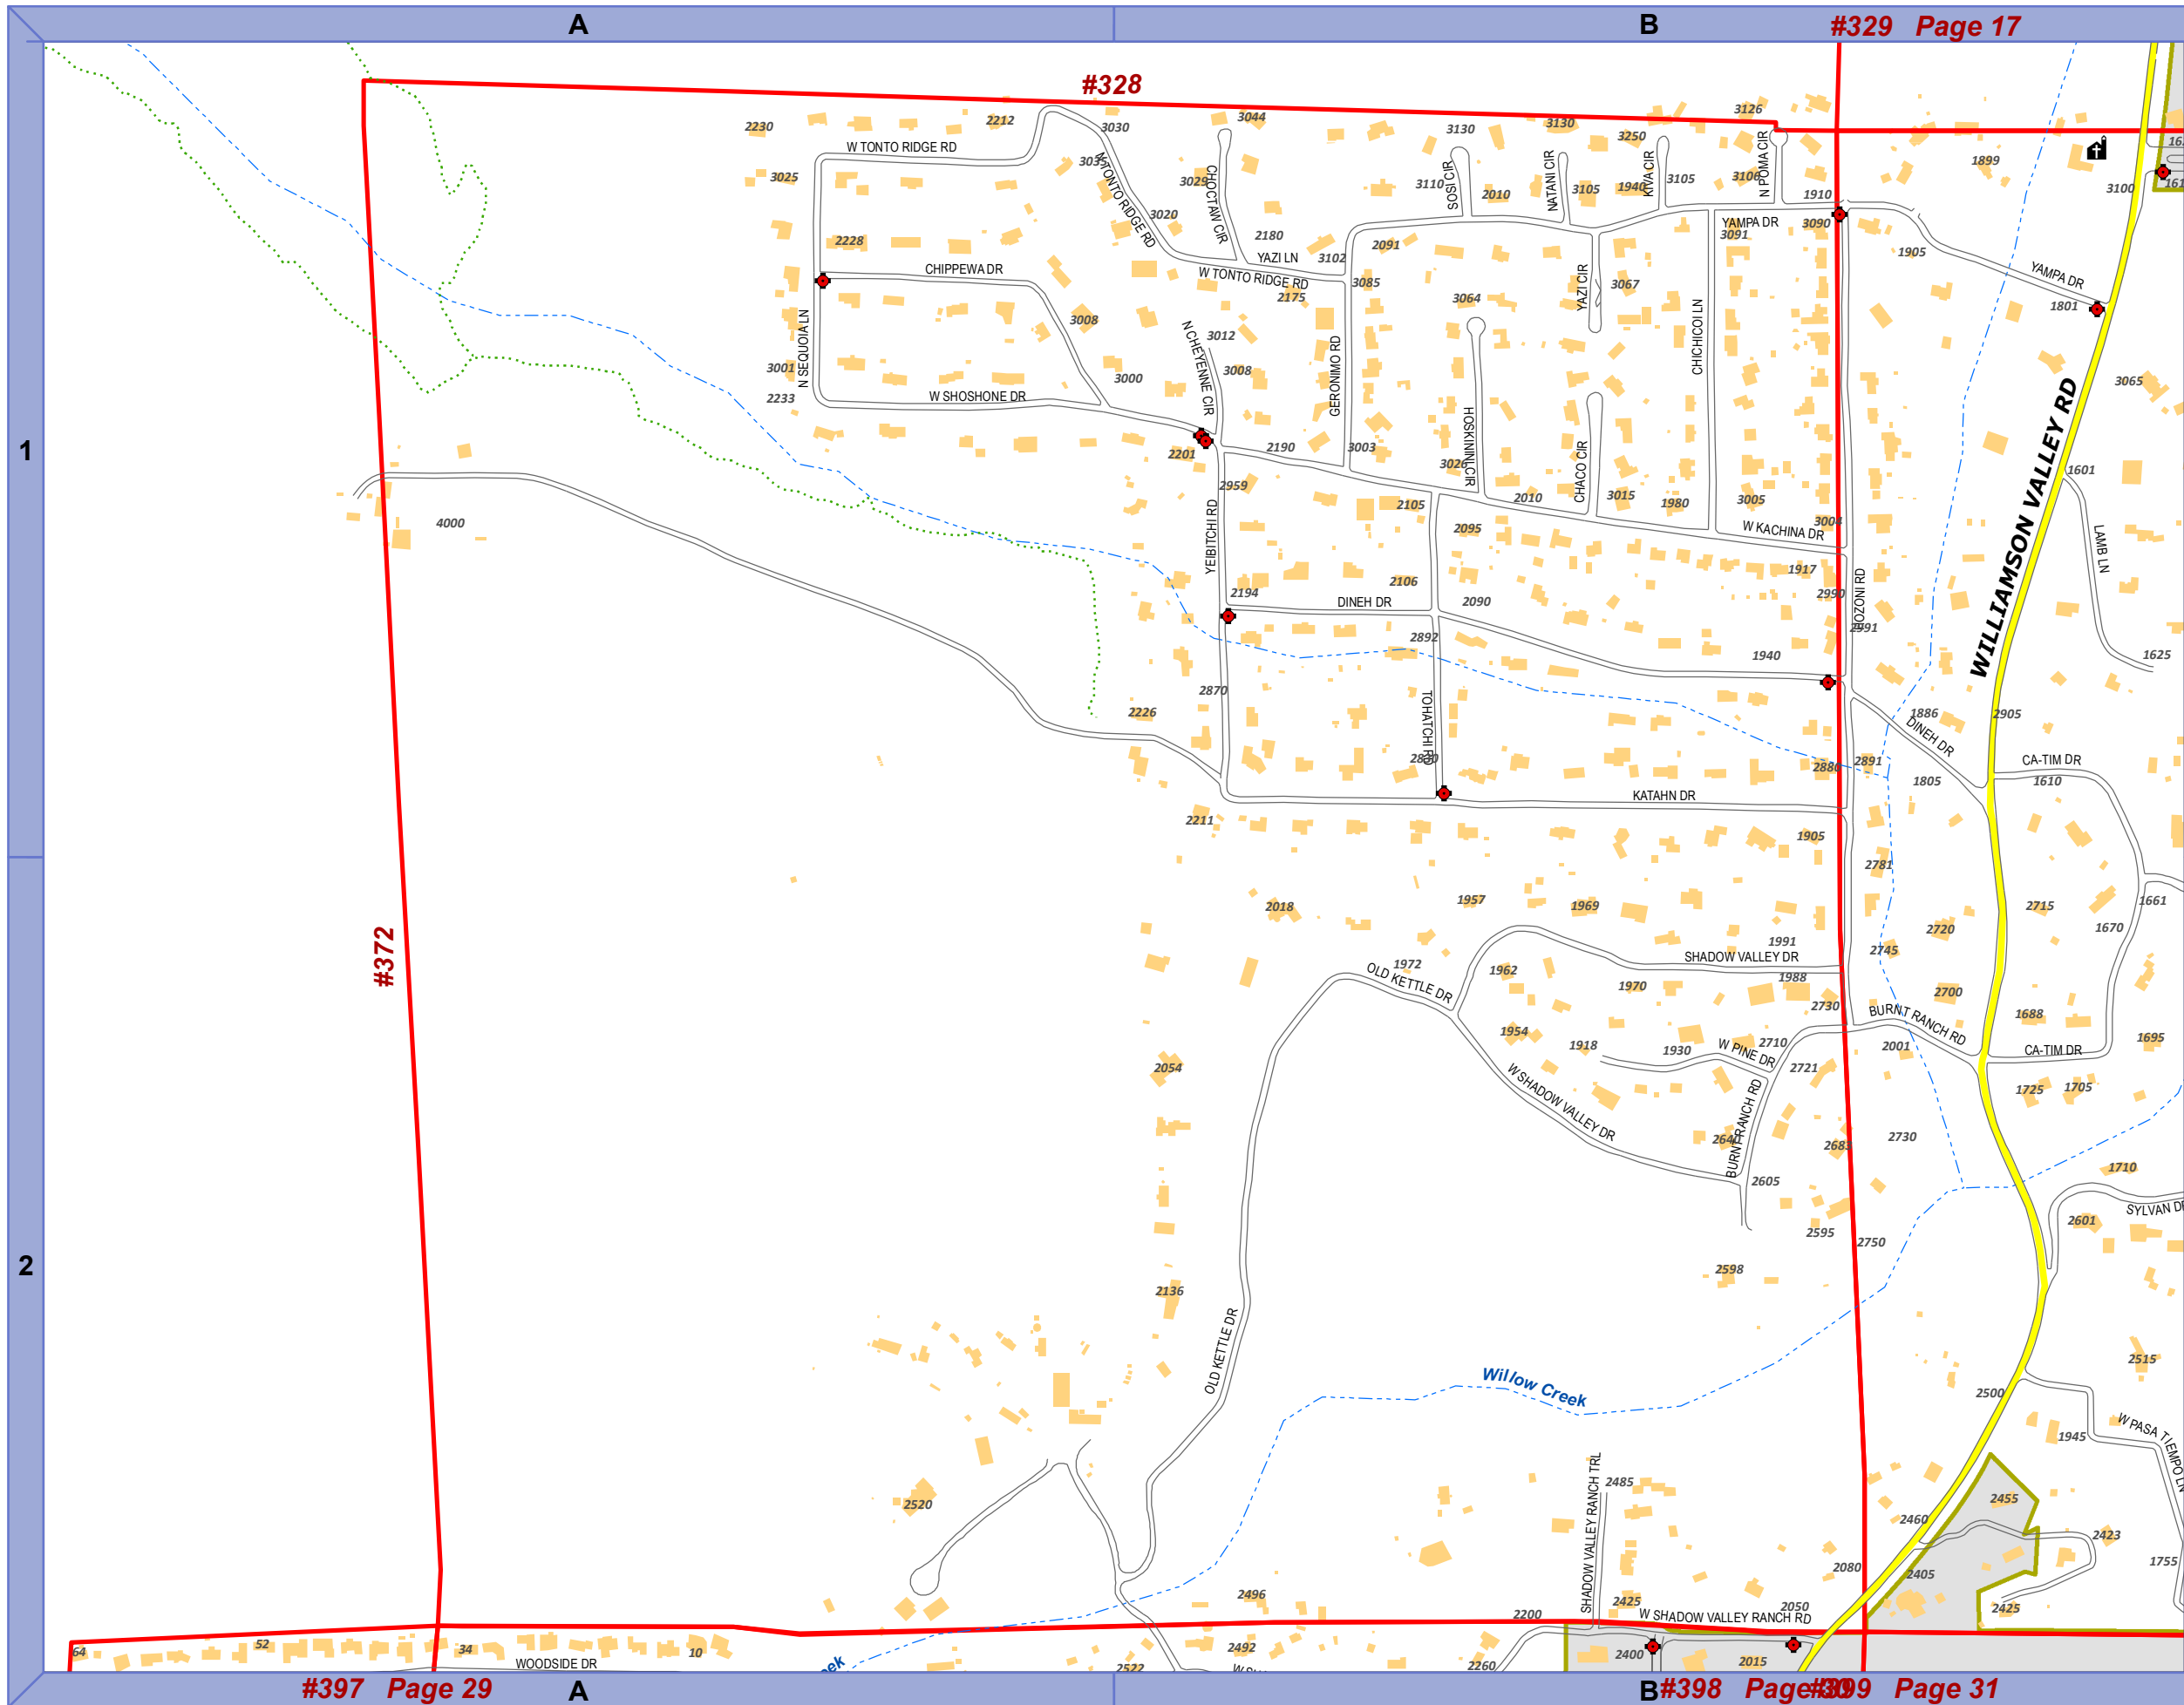 A
B
#329 Page 17
#328
3126
3044
2230
2212
3030
3130
3130
3250
W TONTO RIDGE RD
3035
N TONTO RIDGE RD
3025
3029
CHOCTAW CIR
3110
SOSI CIR
2010
NATANI CIR
3105
1940
KIVA CIR
3105
3106
N POMA CIR
1910
1899
3100
3020
2228
2180
YAZI LN
3102
2091
YAMPA DR
3091
3090
1905
YAMPA DR
1801
CHIPPEWA DR
W TONTO RIDGE RD
2175
3085
3064
YAZI CIR
3067
CHICHICOI LN
N SEQUOIA LN
3008
N CHEYENNE CIR
3012
3008
GERONIMO RD
3001
2233
3000
W SHOSHONE DR
HOSKININI CIR
3065
WILLIAMSON VALLEY RD
1
2201
2190
3003
3026
CHACO CIR
1601
2959
2105
2010
3015
1980
3005
3004
W KACHINA DR
4000
YEIBITCHI RD
2095
LAMB LN
2106
1917
2194
DINEH DR
2090
2990
HOZONI RD
2991
2892
1940
1625
2870
2226
TOHATCHI RD
1886
2905
DINEH DR
2830
2880
2891
1805
CA-TIM DR
1610
KATAHN DR
2211
1905
2781
2018
1957
1969
2715
1661
1670
2720
#372
1991
2745
SHADOW VALLEY DR
1972
1962
1988
OLD KETTLE DR
1970
2700
2730
BURNT RANCH RD
1688
1954
1918
1930
W PINE DR
2710
2001
CA-TIM DR
1695
2054
2721
W SHADOW VALLEY DR
BURNT RANCH RD
1725
1705
2640
2683
2730
1710
2605
SYLVAN DR
2601
2595
2750
2
2598
2136
OLD KETTLE DR
2515
Willow Creek
2500
W PASA TIEMPO LN
1945
2485
SHADOW VALLEY RANCH TRL
2520
2455
2460
2423
1755
2080
2405
2496
2425
2050
2425
2200
W SHADOW VALLEY RANCH RD
64
52
34
10
2492
2400
2015
WOODSIDE DR
2522
2260
#397 Page 29
A
B
#398 Page
#399 Page 31